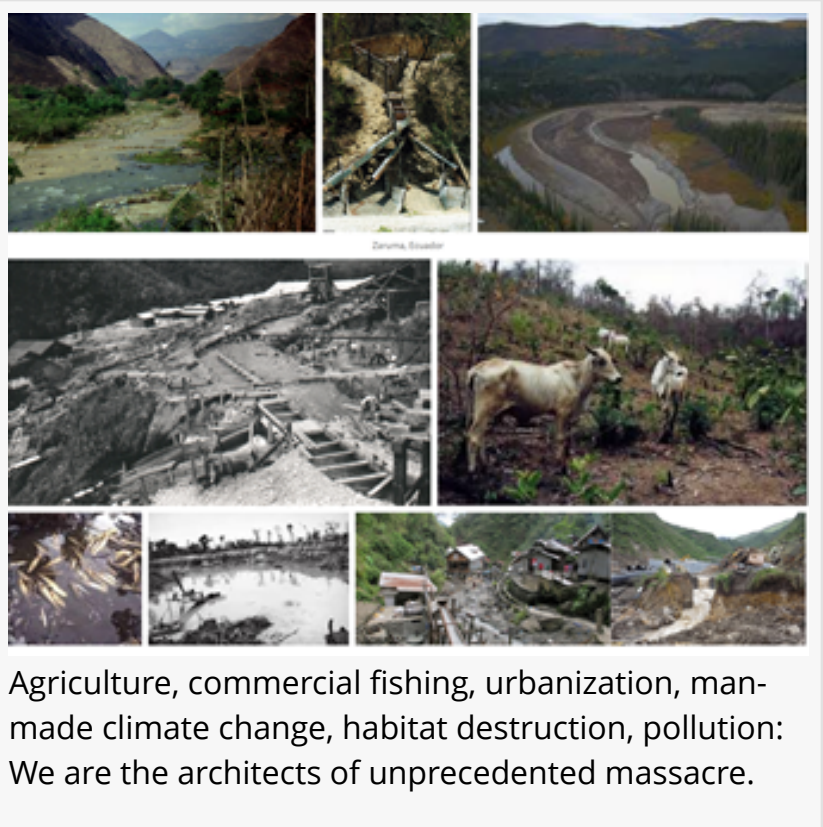 Zaruma, Ecuador
Agriculture, commercial fishing, urbanization, man-
made climate change, habitat destruction, pollution:
We are the architects of unprecedented massacre.